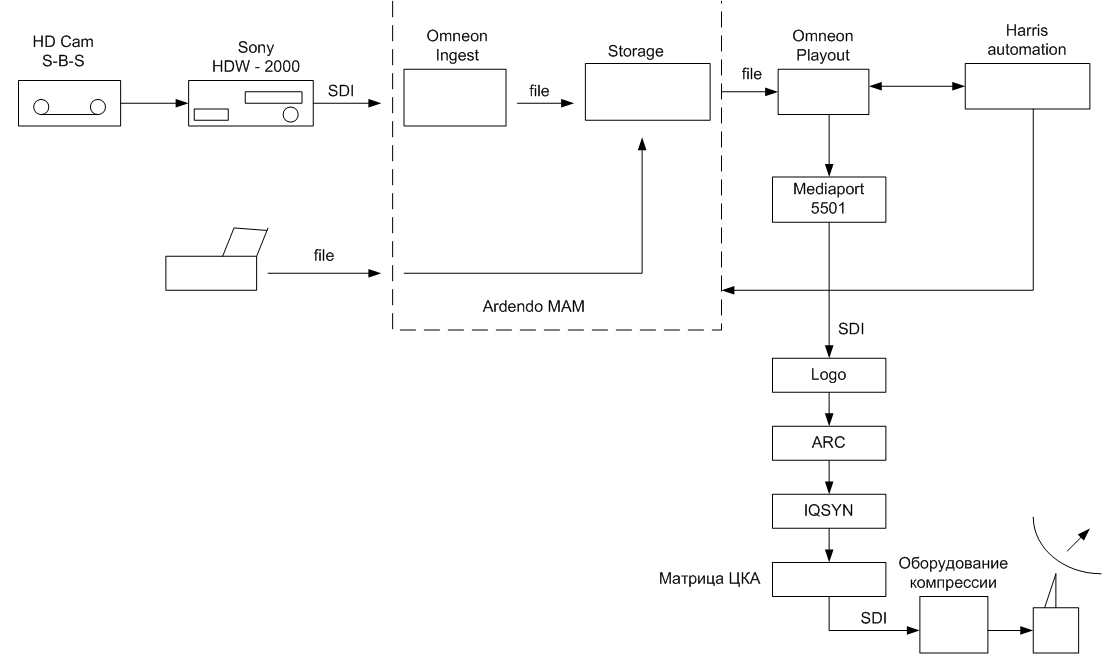 HD Cam
S-B-S
Sony
HDW - 2000
SDI
Omneon
Ingest
file
Storage
file
Omneon
Playout
Harris
automation
Mediaport
5501
file
Ardendo MAM
SDI
Logo
ARC
IQSYN
Матрица ЦКА
Оборудование
компрессии
SDI